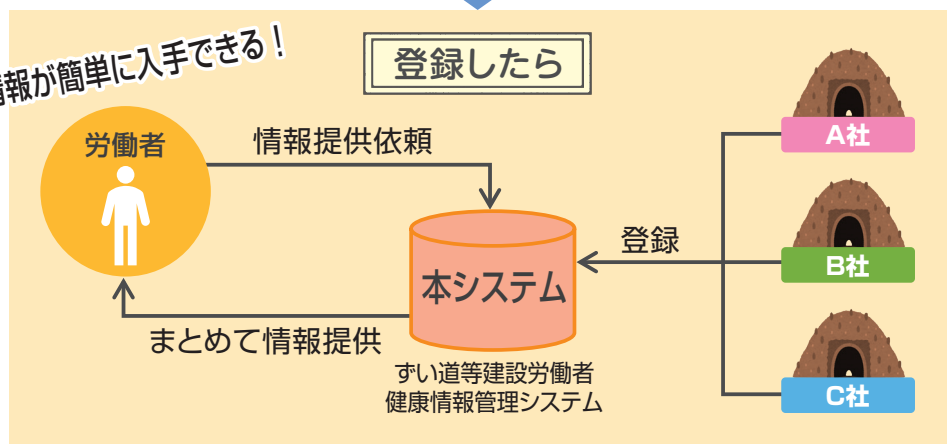 情報が簡単に入手できる！
登録したら
労働者
情報提供依頼
A社
登録
B社
本システム
まとめて情報提供
ずい道等建設労働者
健康情報管理システム
C社